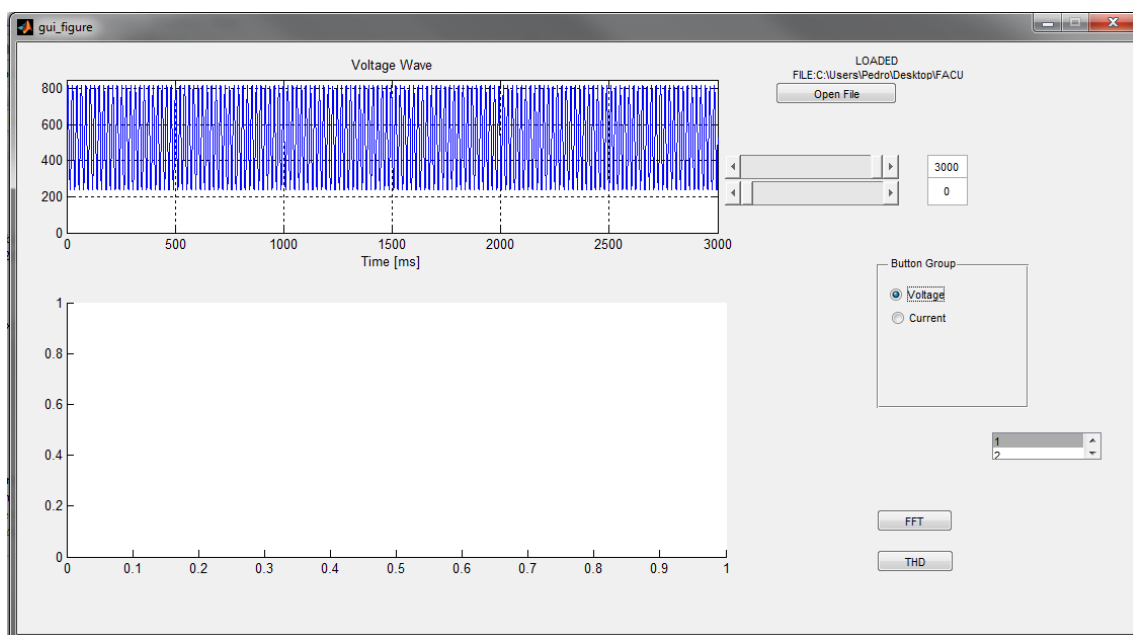 gui_figure
Voltage Wave
800
600
400
200
0
0 500 1000 1500 2000 2500 3000
Time [ms]
LOADED
FILE:C:\Users\Pedro\Desktop\FACU
Open File
3000
0
Button Group
Voltage
Current
1
2
FFT
THD
1
0.8
0.6
0.4
0.2
0
0 0.1 0.2 0.3 0.4 0.5 0.6 0.7 0.8 0.9 1